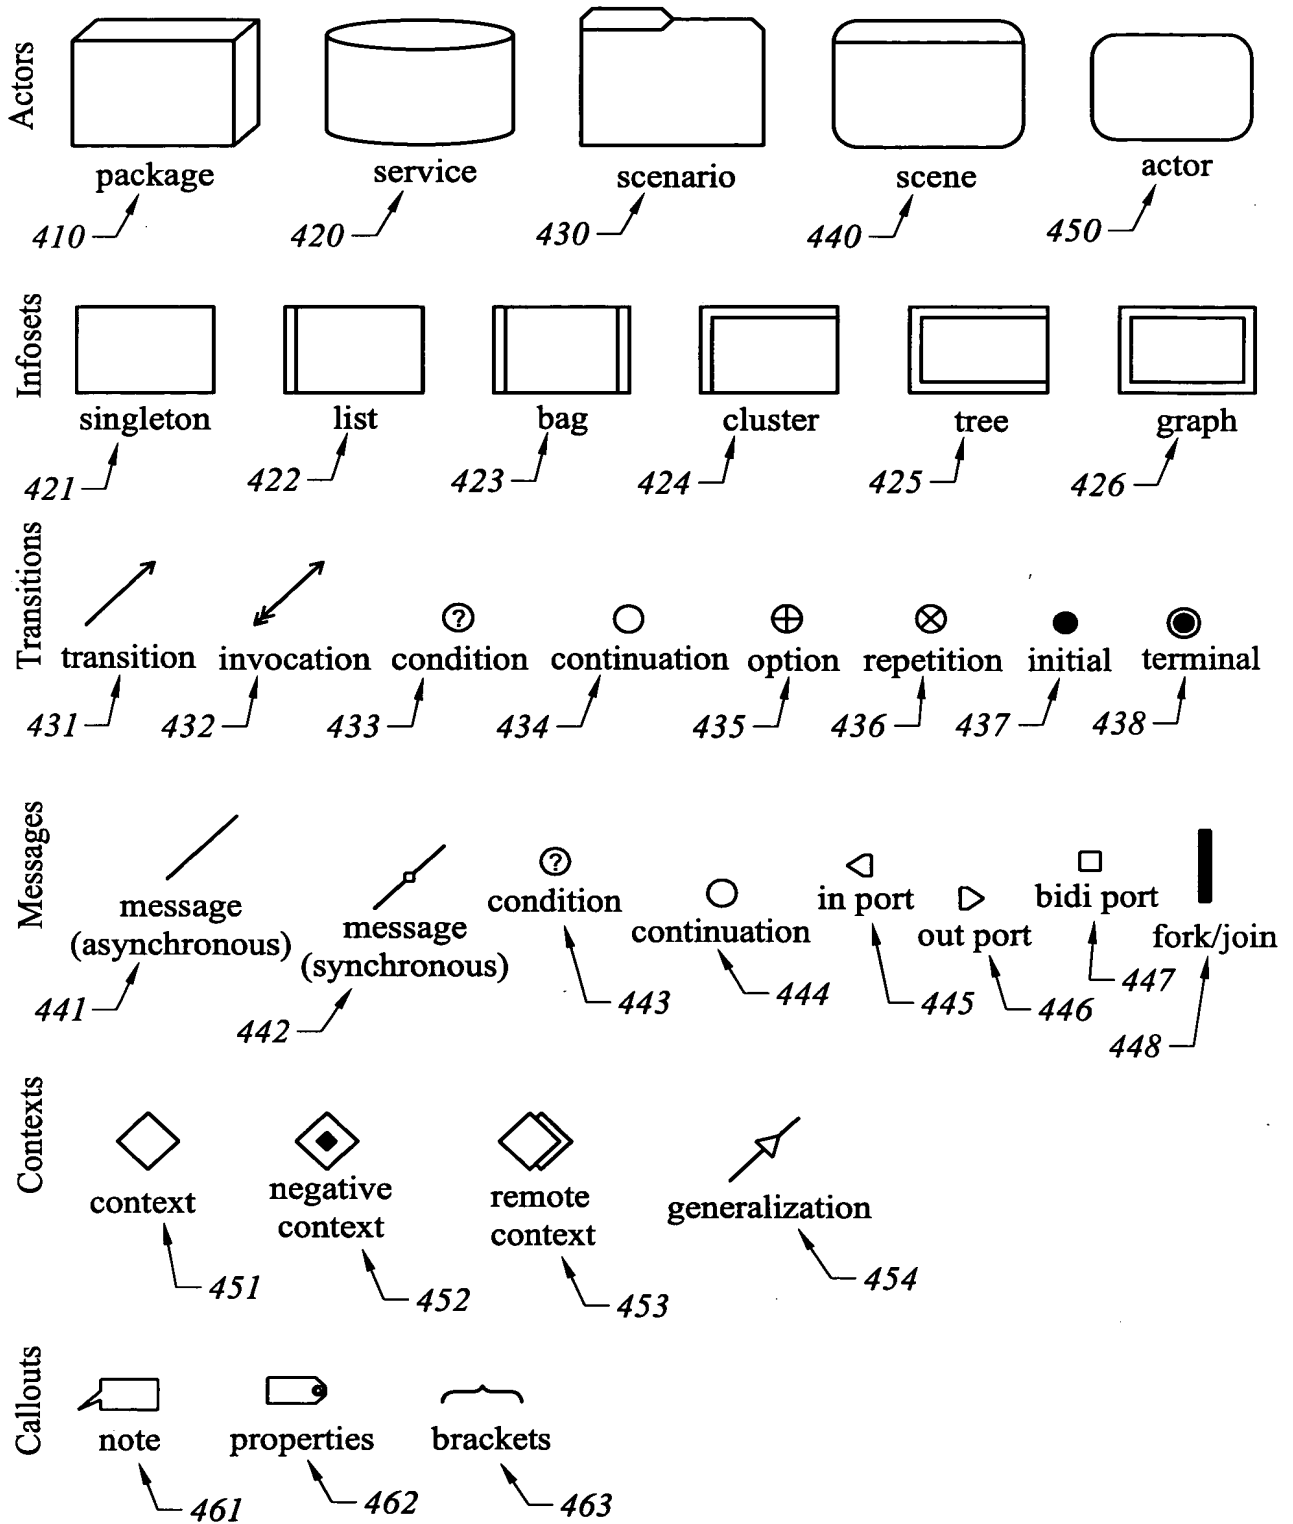 Actors
package
service
scenario
scene
actor
410
420
430
440
450
Infosets
singleton
list
bag
cluster
tree
graph
421
422
423
424
425
426
Transitions
?
transition
invocation
condition
continuation
option
repetition
initial
terminal
431
432
433
434
435
436
437
438
Messages
?
message
(asynchronous)
message
(synchronous)
condition
continuation
in port
out port
bidi port
fork/join
441
442
443
444
445
446
447
448
Contexts
context
negative
context
remote
context
generalization
451
452
453
454
Callouts
note
properties
brackets
461
462
463